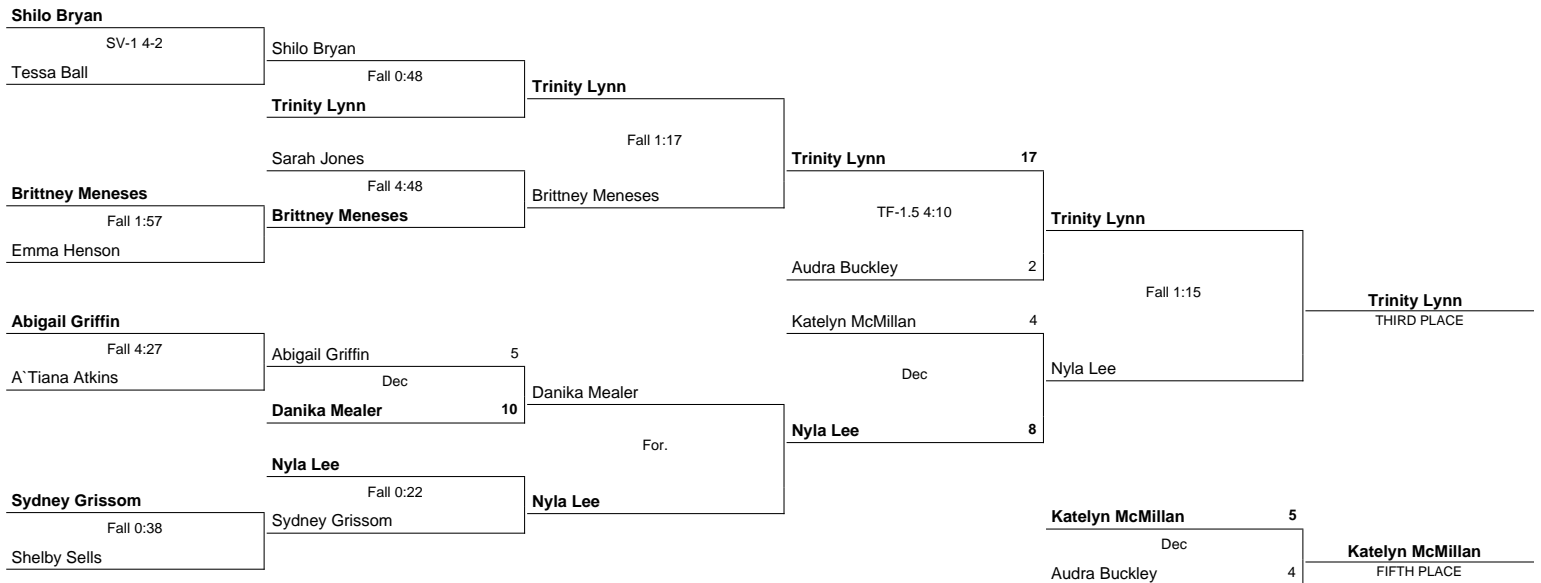 Shilo Bryan
SV-1 4-2
Tessa Ball
Brittney Meneses
Fall 1:57
Emma Henson
Abigail Griffin
Fall 4:27
A`Tiana Atkins
Sydney Grissom
Fall 0:38
Shelby Sells
Shilo Bryan
Fall 0:48
Trinity Lynn
Sarah Jones
Fall 4:48
Brittney Meneses
Abigail Griffin 5
Dec
Danika Mealer 10
Nyla Lee
Fall 0:22
Sydney Grissom
Trinity Lynn
Fall 1:17
Brittney Meneses
Danika Mealer
For.
Nyla Lee
Trinity Lynn 17
TF-1.5 4:10
Audra Buckley 2
Katelyn McMillan 4
Dec
Nyla Lee 8
Trinity Lynn
Fall 1:15
Nyla Lee
Trinity Lynn
THIRD PLACE
Katelyn McMillan 5
Dec
Audra Buckley 4
Katelyn McMillan
FIFTH PLACE